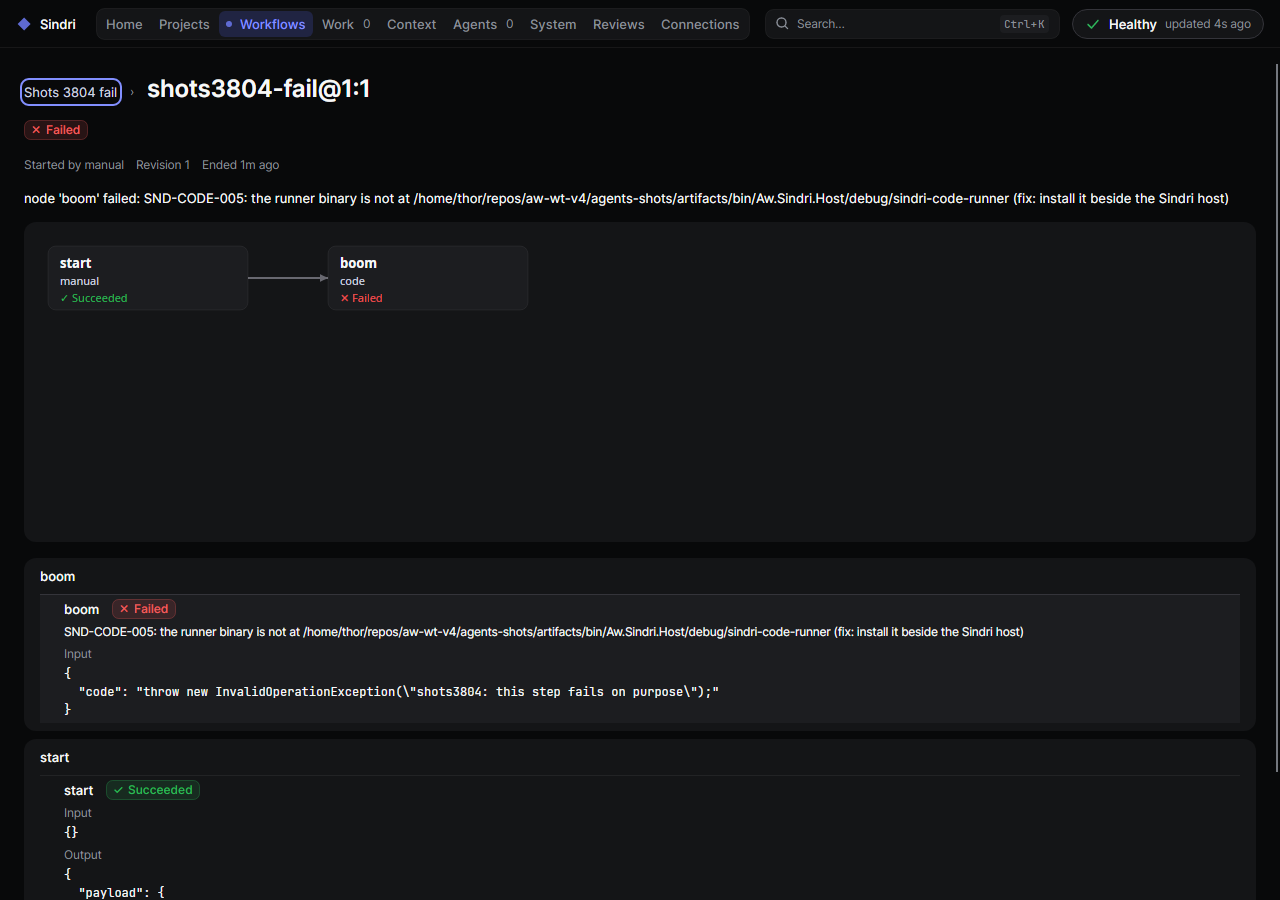 Sindri Home Projects Workflows Work 0 Context Agents 0 System Reviews Connections Search... Ctrl+K Healthy updated 4s ago
Shots 3804 fail › shots3804-fail@1:1
✕ Failed
Started by manual Revision 1 Ended 1m ago
node 'boom' failed: SND-CODE-005: the runner binary is not at /home/thor/repos/aw-wt-v4/agents-shots/artifacts/bin/Aw.Sindri.Host/debug/sindri-code-runner (fix: install it beside the Sindri host)
start
manual
✓ Succeeded
boom
code
✕ Failed
boom
boom ✕ Failed
SND-CODE-005: the runner binary is not at /home/thor/repos/aw-wt-v4/agents-shots/artifacts/bin/Aw.Sindri.Host/debug/sindri-code-runner (fix: install it beside the Sindri host)
Input
{
"code": "throw new InvalidOperationException(\"shots3804: this step fails on purpose\");"
}
start
start ✓ Succeeded
Input
{}
Output
{
"payload": {